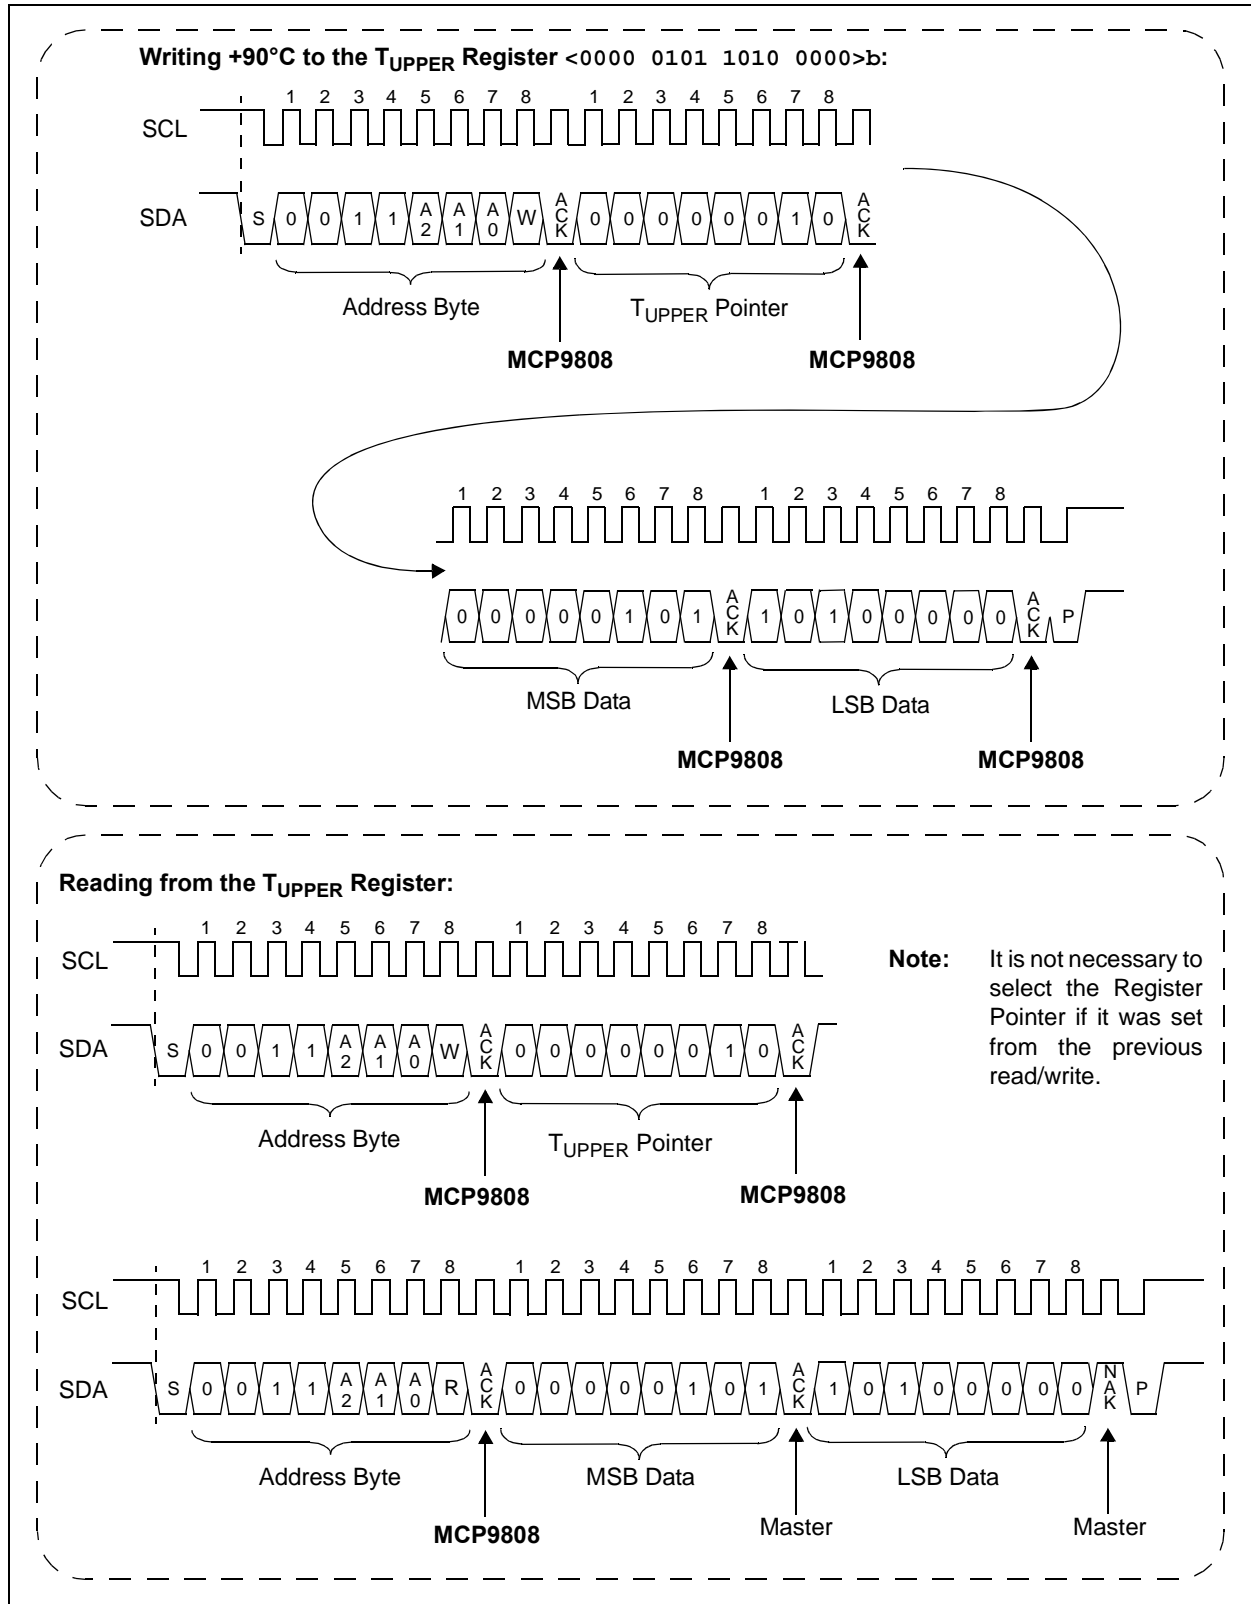 Writing +90°C to the TUPPER Register <0000 0101 1010 0000>b:
1 2 3 4 5 6 7 8 1 2 3 4 5 6 7 8
SCL
SDA S 0 0 1 1 A2 A1 A0 W ACK 0 0 0 0 0 0 1 0 ACK
Address Byte TUPPER Pointer
MCP9808 MCP9808
1 2 3 4 5 6 7 8 1 2 3 4 5 6 7 8
0 0 0 0 0 1 0 1 ACK 1 0 1 0 0 0 0 0 ACK P
MSB Data LSB Data
MCP9808 MCP9808
Reading from the TUPPER Register:
1 2 3 4 5 6 7 8 1 2 3 4 5 6 7 8
SCL
SDA S 0 0 1 1 A2 A1 A0 W ACK 0 0 0 0 0 0 1 0 ACK
Address Byte TUPPER Pointer
MCP9808 MCP9808
Note: It is not necessary to
select the Register
Pointer if it was set
from the previous
read/write.
1 2 3 4 5 6 7 8 1 2 3 4 5 6 7 8 1 2 3 4 5 6 7 8
SCL
SDA S 0 0 1 1 A2 A1 A0 R ACK 0 0 0 0 0 1 0 1 ACK 1 0 1 0 0 0 0 0 NAK P
Address Byte MSB Data LSB Data
MCP9808 Master Master